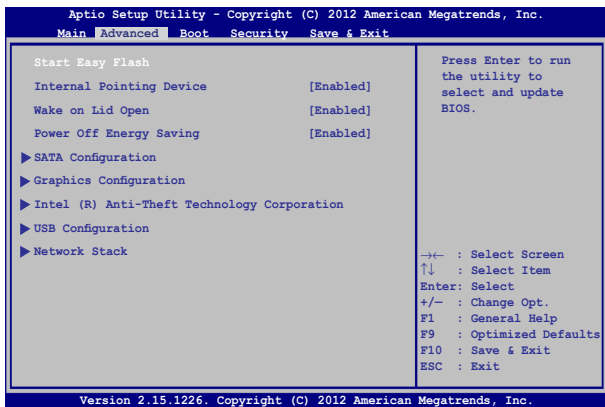 Aptio Setup Utility - Copyright (C) 2012 American Megatrends, Inc.
Main Advanced Boot Security Save & Exit
Start Easy Flash
Internal Pointing Device [Enabled]
Wake on Lid Open [Enabled]
Power Off Energy Saving [Enabled]
▶ SATA Configuration
▶ Graphics Configuration
▶ Intel (R) Anti-Theft Technology Corporation
▶ USB Configuration
▶ Network Stack
Press Enter to run
the utility to
select and update
BIOS.
→← : Select Screen
↑↓ : Select Item
Enter: Select
+/— : Change Opt.
F1 : General Help
F9 : Optimized Defaults
F10 : Save & Exit
ESC : Exit
Version 2.15.1226. Copyright (C) 2012 American Megatrends, Inc.